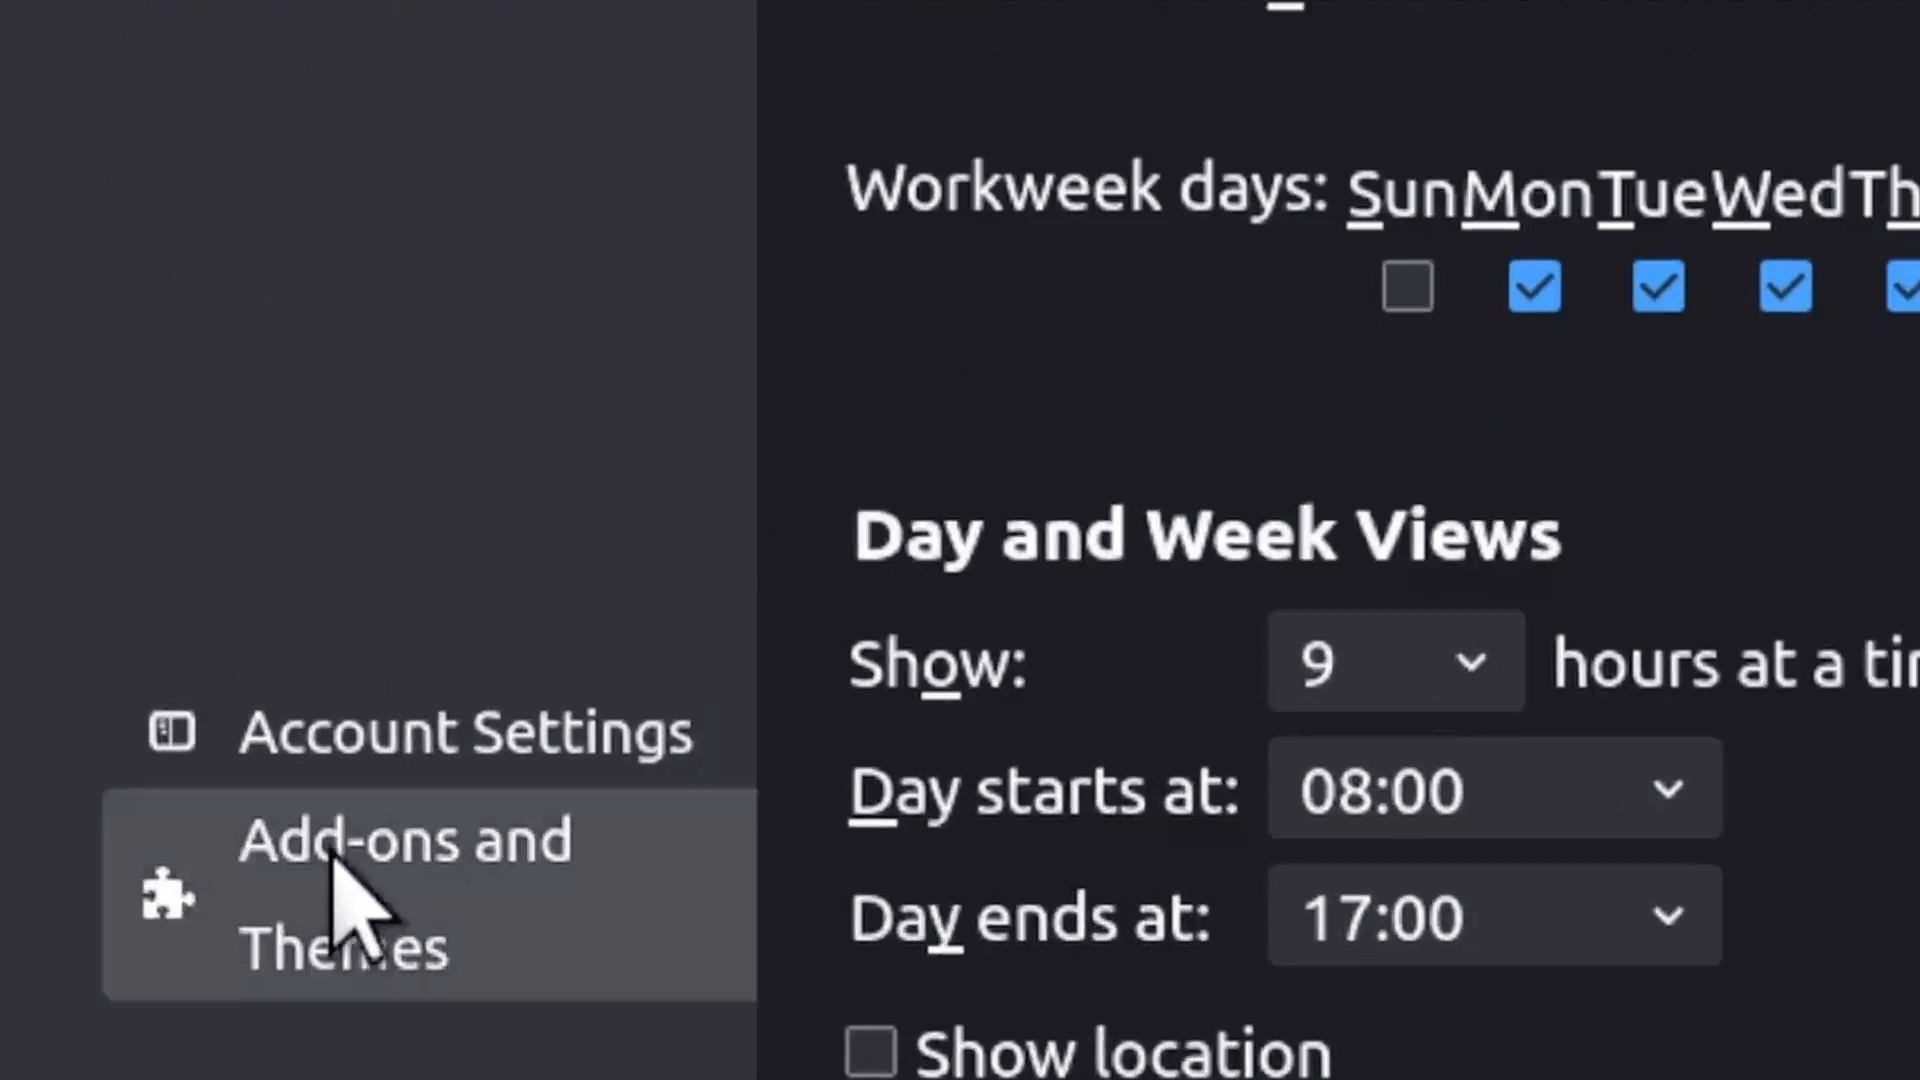 Workweek days: Sun Mon Tue Wed Th
Day and Week Views
Show: 9 hours at a
Account Settings
Day starts at: 08:00
Add-ons and
Themes
Day ends at: 17:00
Show location